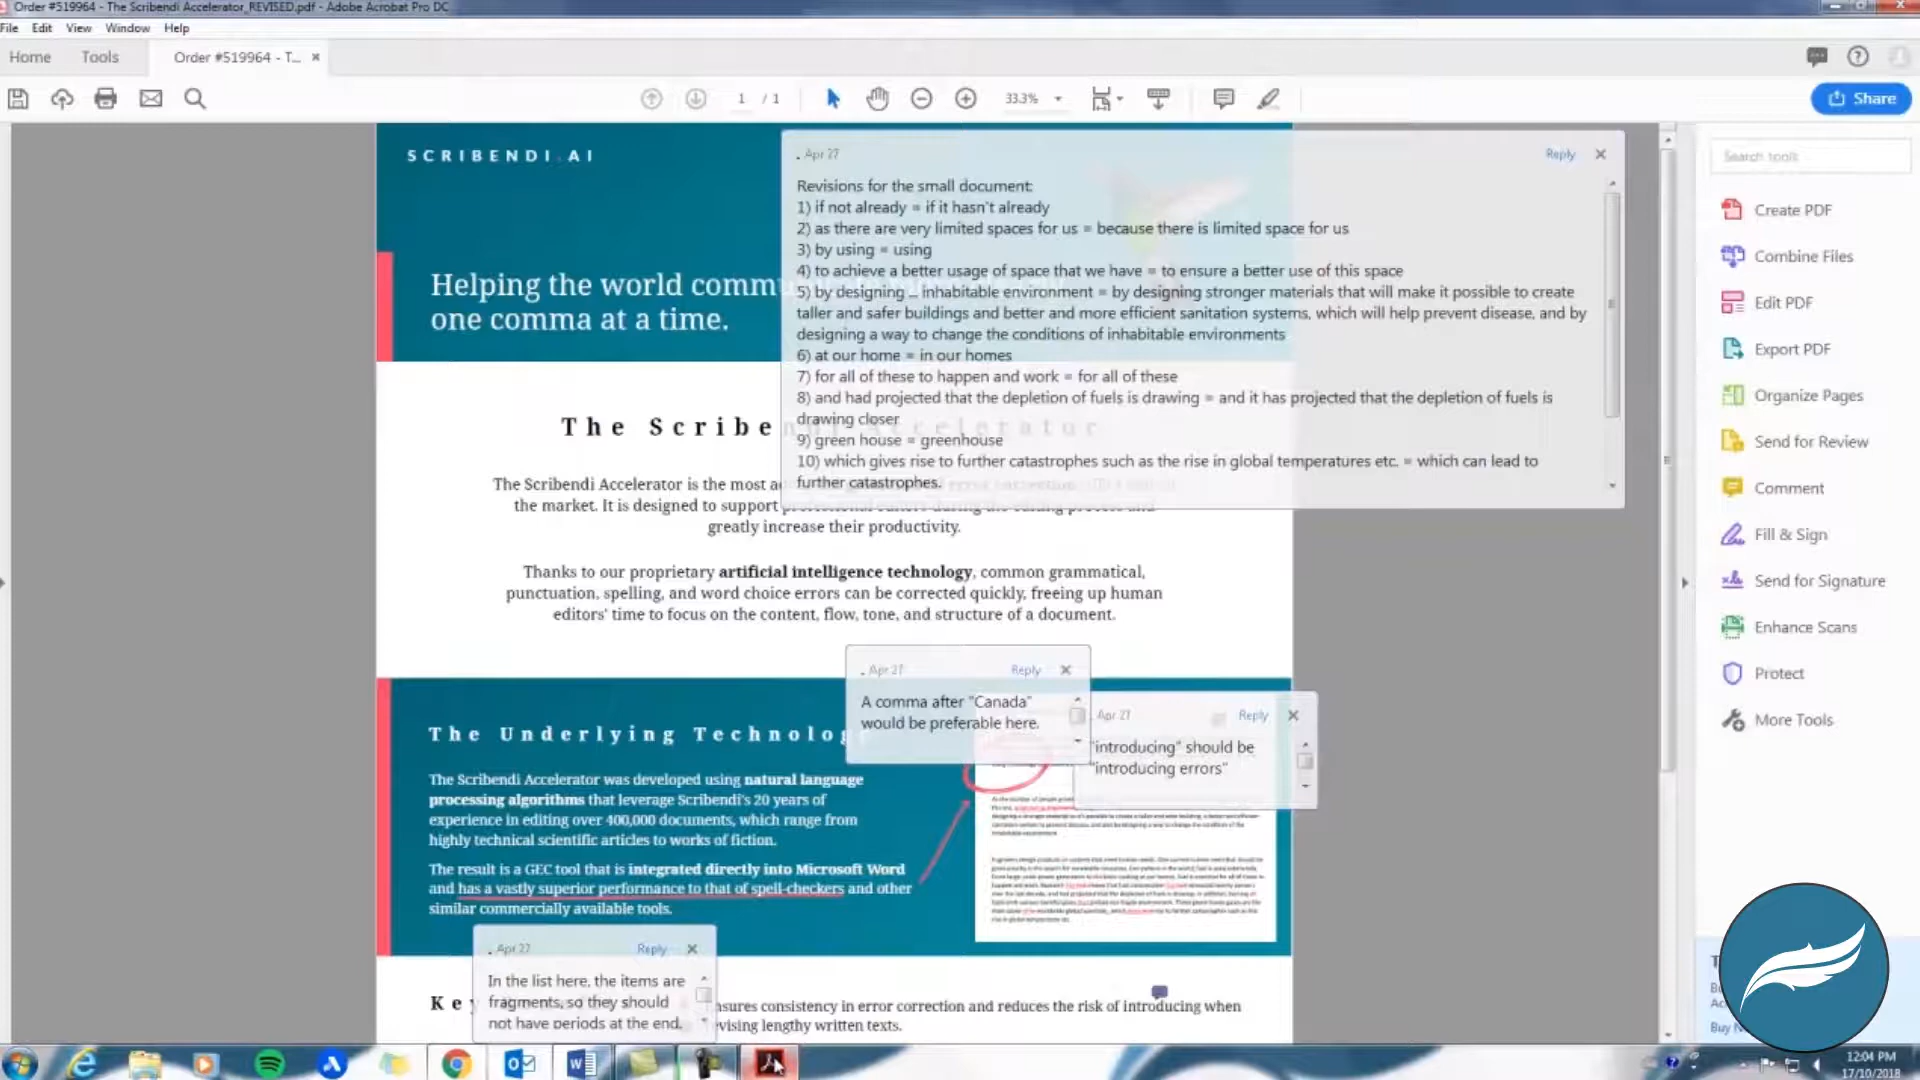 Order #519964 - The Scribendi Accelerator_REVISED.pdf - Adobe Acrobat Pro DC
File Edit View Window Help
Home Tools Order #519964 - T...
1 / 1 33.3% Share
SCRIBENDI.AI
Helping the world commu
one comma at a time.
. Apr 27 Reply
Revisions for the small document:
1) if not already = if it hasn't already
2) as there are very limited spaces for us = because there is limited space for us
3) by using = using
4) to achieve a better usage of space that we have = to ensure a better use of this space
5) by designing ... inhabitable environment = by designing stronger materials that will make it possible to create
taller and safer buildings and better and more efficient sanitation systems, which will help prevent disease, and by
designing a way to change the conditions of inhabitable environments
6) at our home = in our homes
7) for all of these to happen and work = for all of these
8) and had projected that the depletion of fuels is drawing = and it has projected that the depletion of fuels is
drawing closer
9) green house = greenhouse
10) which gives rise to further catastrophes such as the rise in global temperatures etc. = which can lead to
further catastrophes.
The Scribendi Accelerator
The Scribendi Accelerator is the most ac
the market. It is designed to support professional editors during the editing process and
greatly increase their productivity.
Thanks to our proprietary artificial intelligence technology, common grammatical,
punctuation, spelling, and word choice errors can be corrected quickly, freeing up human
editors' time to focus on the content, flow, tone, and structure of a document.
. Apr 27 Reply
A comma after "Canada"
would be preferable here.
Apr 27 Reply
"introducing" should be
"introducing errors"
The Underlying Technolog
The Scribendi Accelerator was developed using natural language
processing algorithms that leverage Scribendi's 20 years of
experience in editing over 400,000 documents, which range from
highly technical scientific articles to works of fiction.
The result is a GEC tool that is integrated directly into Microsoft Word
and has a vastly superior performance to that of spell-checkers and other
similar commercially available tools.
. Apr 27 Reply
In the list here, the items are
fragments, so they should
not have periods at the end.
Key
nsures consistency in error correction and reduces the risk of introducing when
evising lengthy written texts.
Search tools
Create PDF
Combine Files
Edit PDF
Export PDF
Organize Pages
Send for Review
Comment
Fill & Sign
Send for Signature
Enhance Scans
Protect
More Tools
Buy N
12:04 PM
17/10/2018